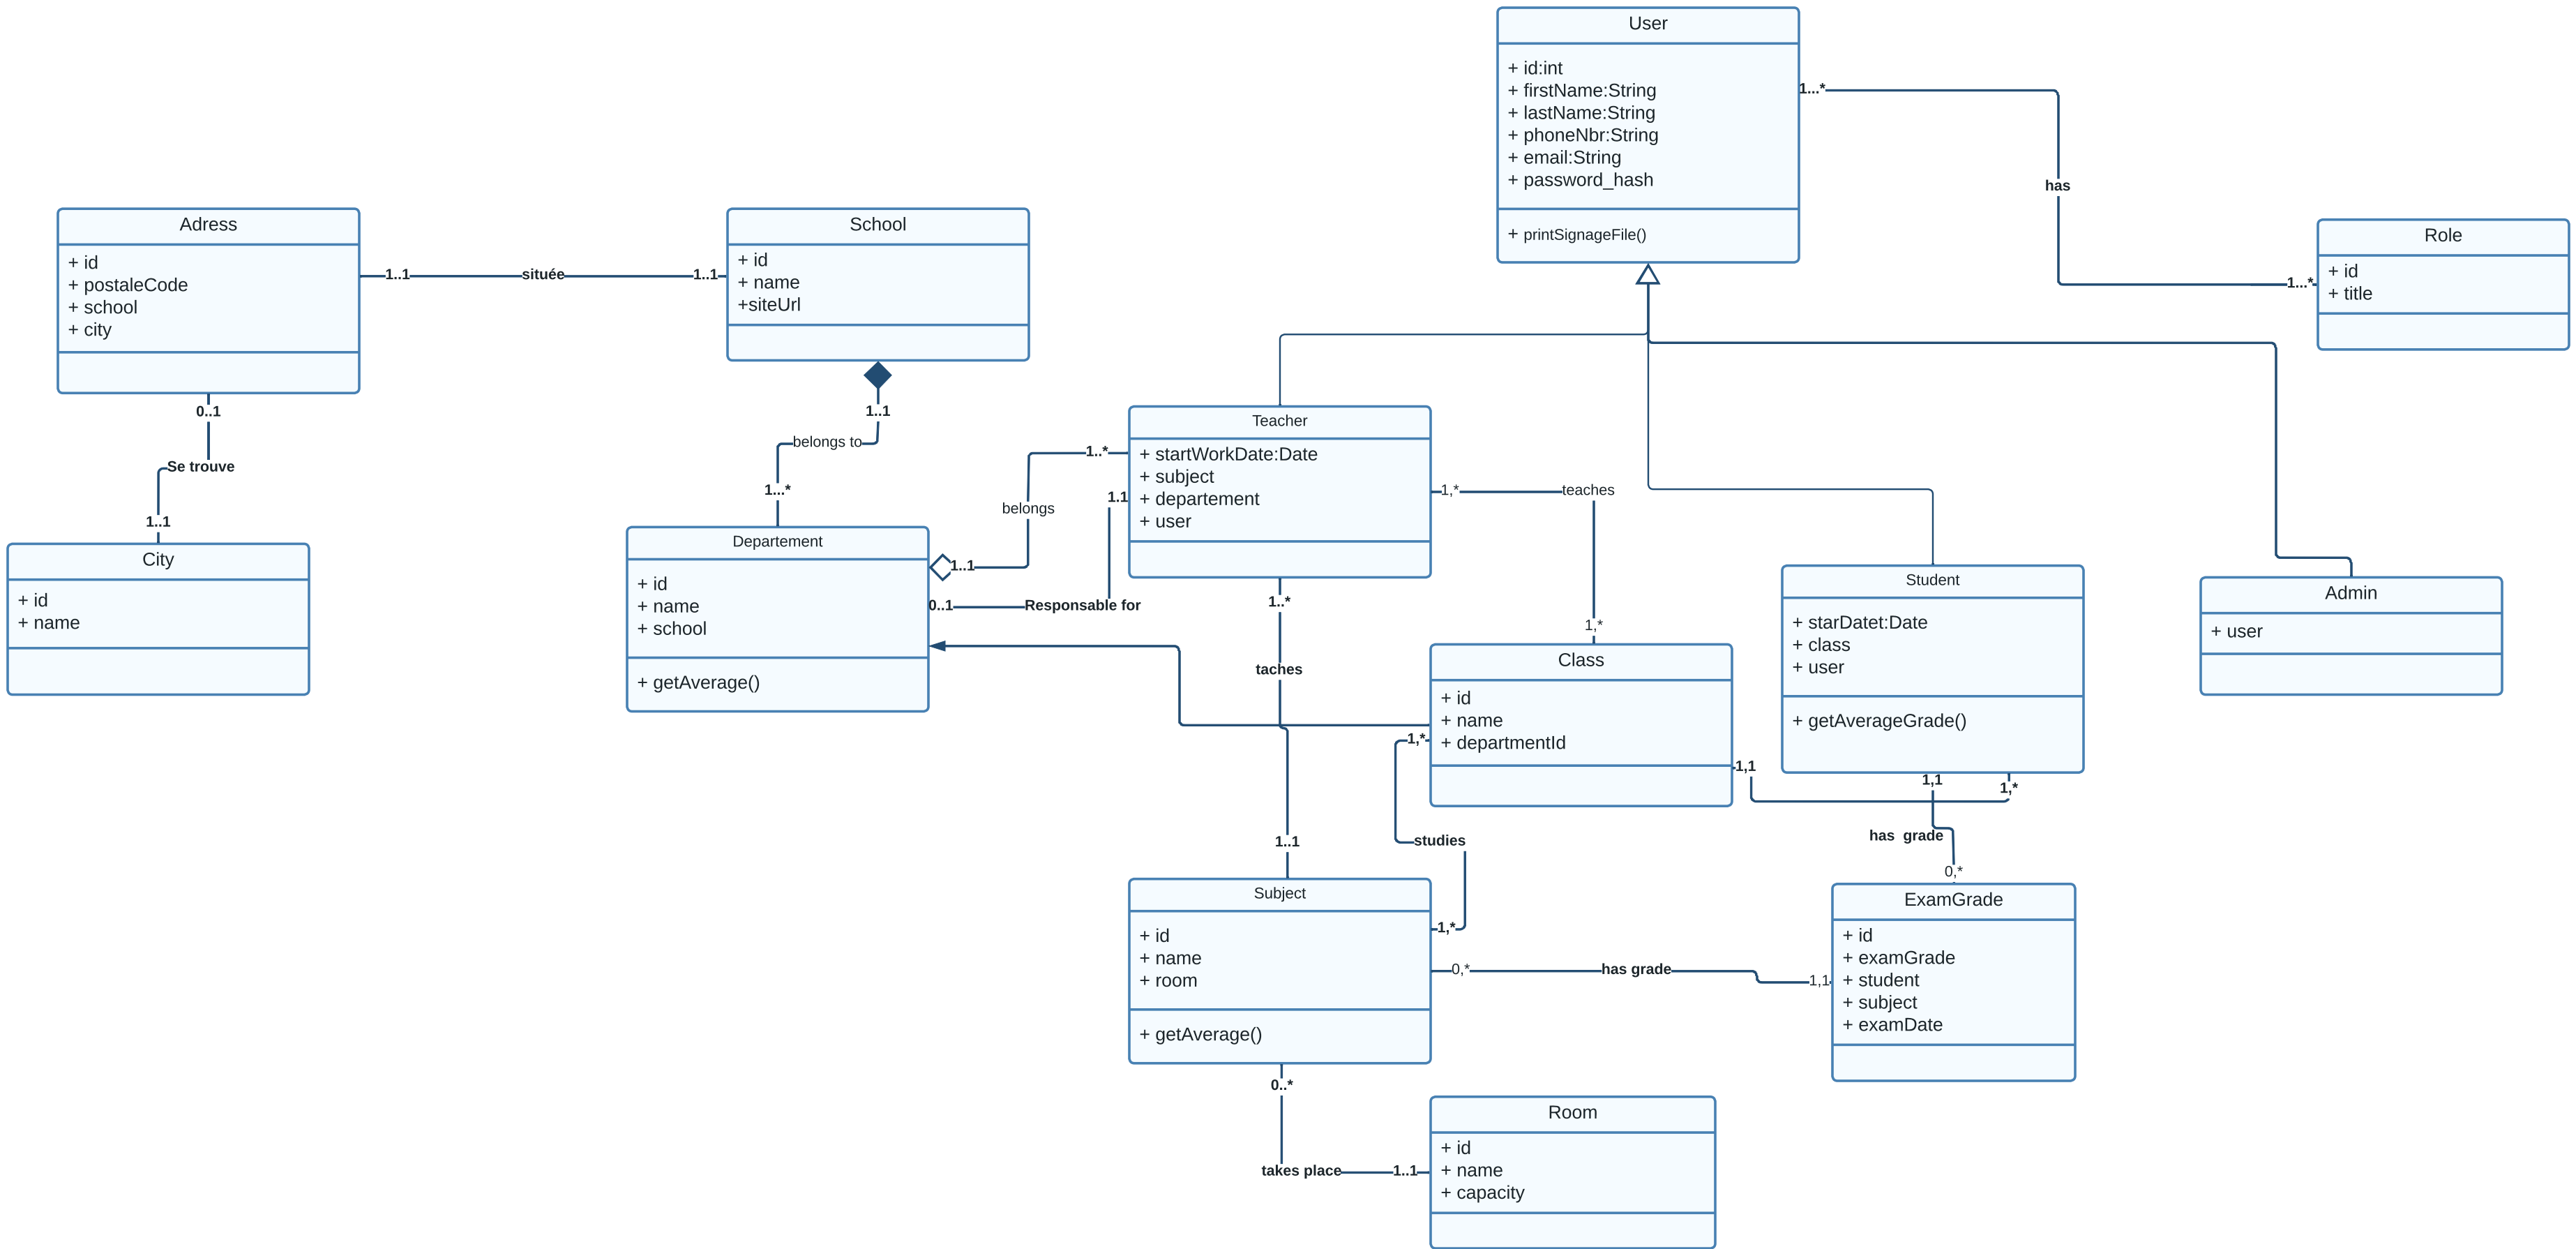 User
+ id:int
+ firstName:String
+ lastName:String
+ phoneNbr:String
+ email:String
+ password_hash
+ printSignageFile()
1...*
has
1...*
Role
+ id
+ title
Adress
+ id
+ postaleCode
+ school
+ city
1..1
située
1..1
School
+ id
+ name
+siteUrl
0..1
Se trouve
1..1
City
+ id
+ name
1..1
belongs to
1...*
Departement
+ id
+ name
+ school
+ getAverage()
1..*
belongs
1..1
1.1
Responsable for
0..1
Teacher
+ startWorkDate:Date
+ subject
+ departement
+ user
1,*
teaches
1,*
1..*
taches
1..1
Class
+ id
+ name
+ departmentId
1,*
studies
1,*
1,1
1,*
Student
+ starDatet:Date
+ class
+ user
+ getAverageGrade()
Admin
+ user
1,1
has  grade
0,*
Subject
+ id
+ name
+ room
+ getAverage()
0,*
has grade
1,1
ExamGrade
+ id
+ examGrade
+ student
+ subject
+ examDate
0..*
takes place
1..1
Room
+ id
+ name
+ capacity